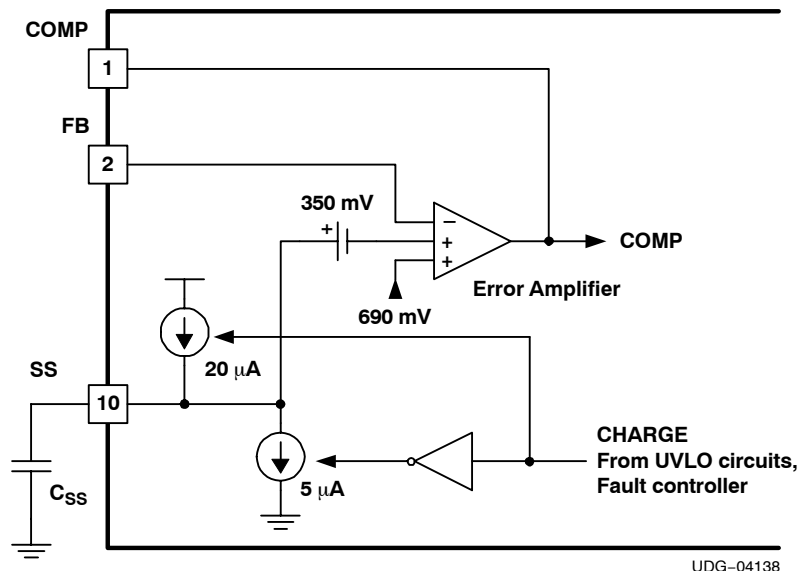 COMP
1
FB
2
350 mV
+
−
+
+
COMP
Error Amplifier
690 mV
20 μA
SS
10
CHARGE
From UVLO circuits,
Fault controller
5 μA
CSS
UDG−04138